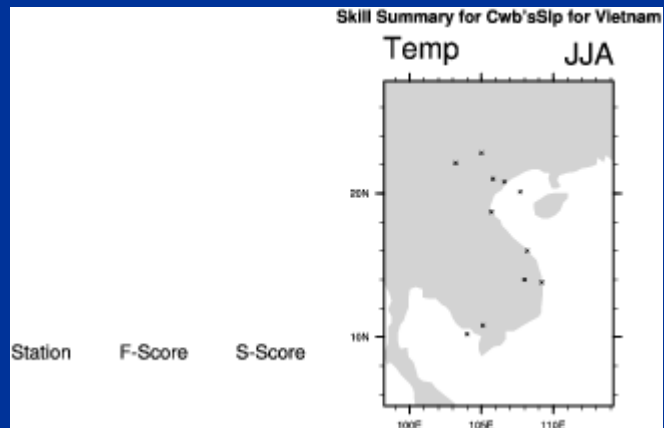 Skill Summary for Cwb'sSlp for Vietnam
Temp JJA
20N
10N
Station F-Score S-Score
100E 105E 110E